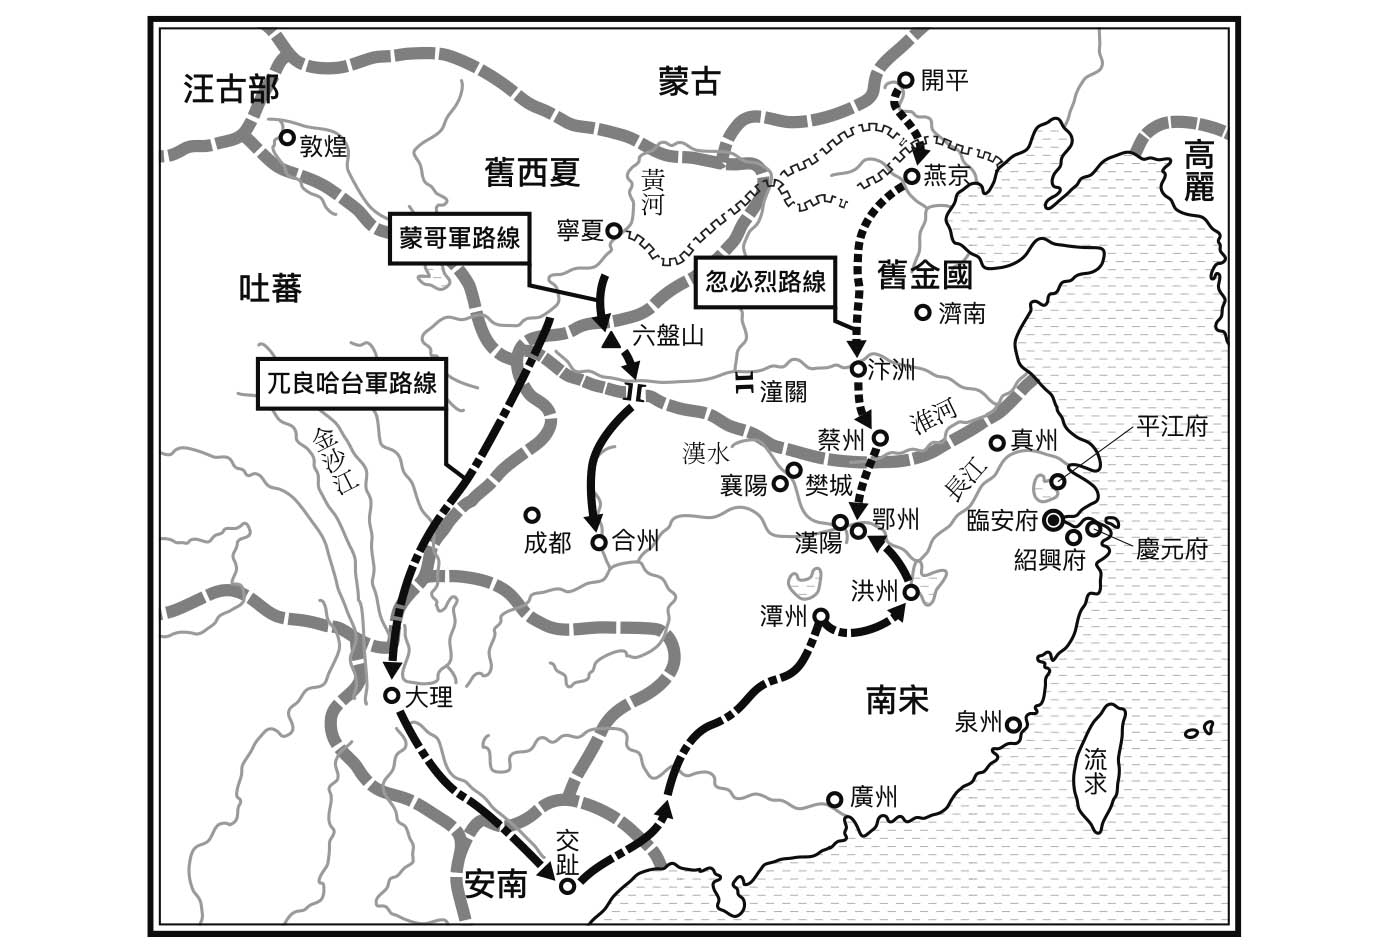 汪古部
蒙古
開平
敦煌
舊西夏
黃河
燕京
高麗
寧夏
蒙哥軍路線
忽必烈路線
舊金國
吐蕃
濟南
六盤山
兀良哈台軍路線
潼關
汴洲
淮河
金沙江
漢水
蔡州
真州
平江府
襄陽
樊城
長江
成都
合州
漢陽
鄂州
臨安府
紹興府
慶元府
潭州
洪州
大理
南宋
泉州
流求
廣州
交趾
安南